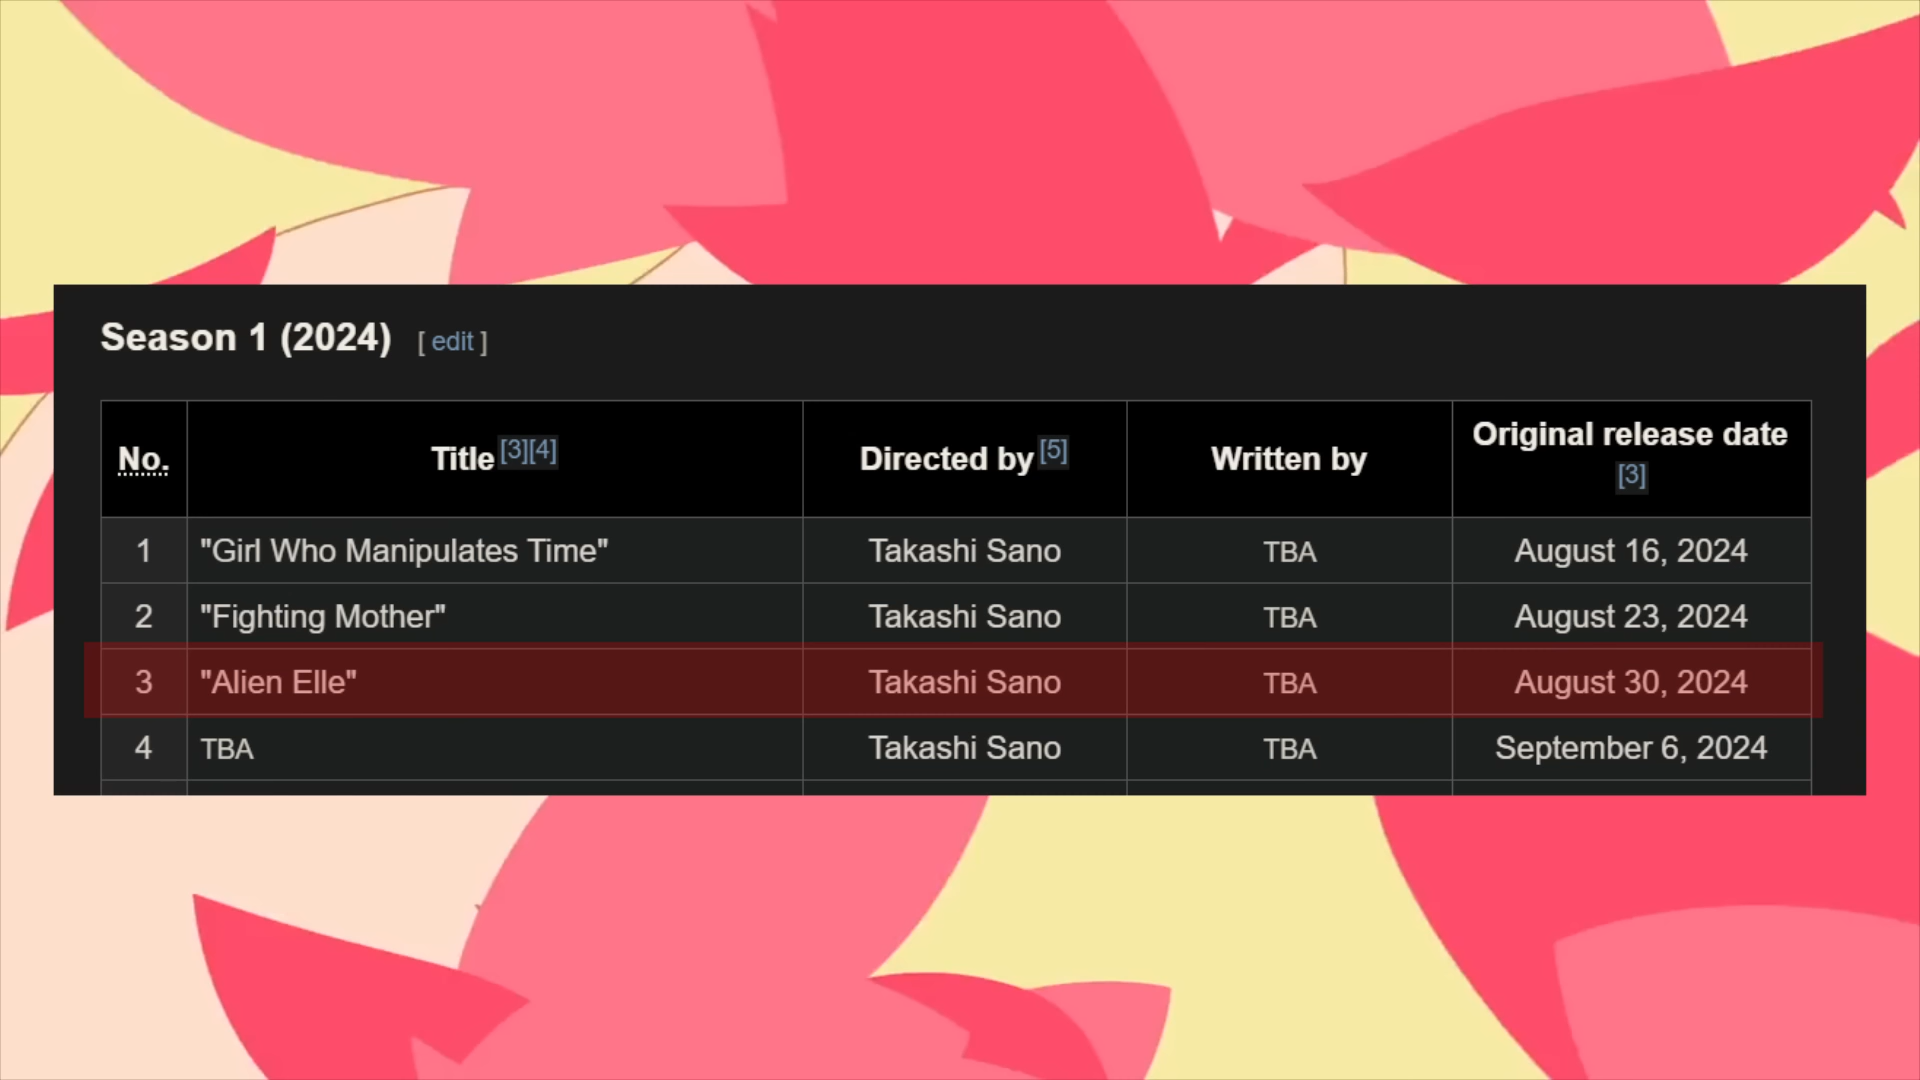 Season 1 (2024) [ edit ]
No. Title[3][4] Directed by[5] Written by Original release date
[3]
1 "Girl Who Manipulates Time" Takashi Sano TBA August 16, 2024
2 "Fighting Mother" Takashi Sano TBA August 23, 2024
3 "Alien Elle" Takashi Sano TBA August 30, 2024
4 TBA Takashi Sano TBA September 6, 2024